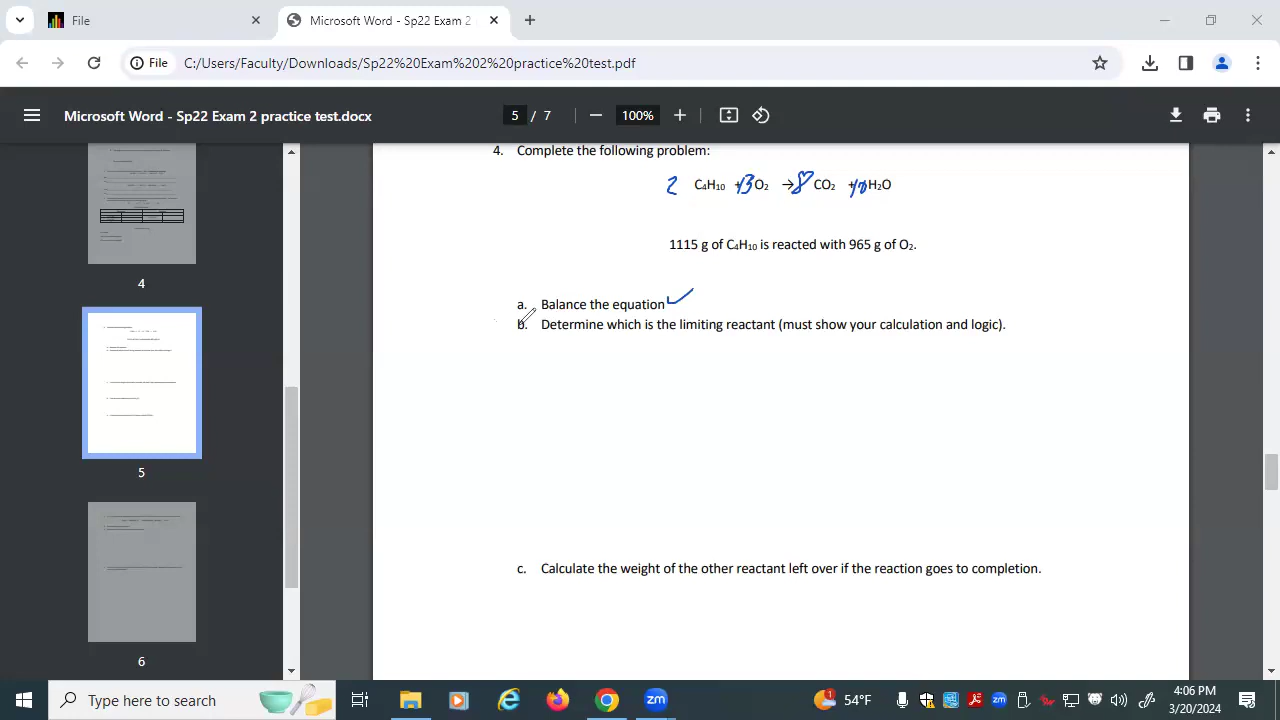 File
Microsoft Word - Sp22 Exam 2
File
C:/Users/Faculty/Downloads/Sp22%20Exam%202%20practice%20test.pdf
Microsoft Word - Sp22 Exam 2 practice test.docx
5 / 7
100%
4
5
6
4. Complete the following problem:
2 C₄H₁₀ + 13 O₂ → 8 CO₂ + 10 H₂O
1115 g of C₄H₁₀ is reacted with 965 g of O₂.
a. Balance the equation ✓
b. Determine which is the limiting reactant (must show your calculation and logic).
c. Calculate the weight of the other reactant left over if the reaction goes to completion.
Type here to search
zm
1
54°F
zm
4:06 PM
3/20/2024